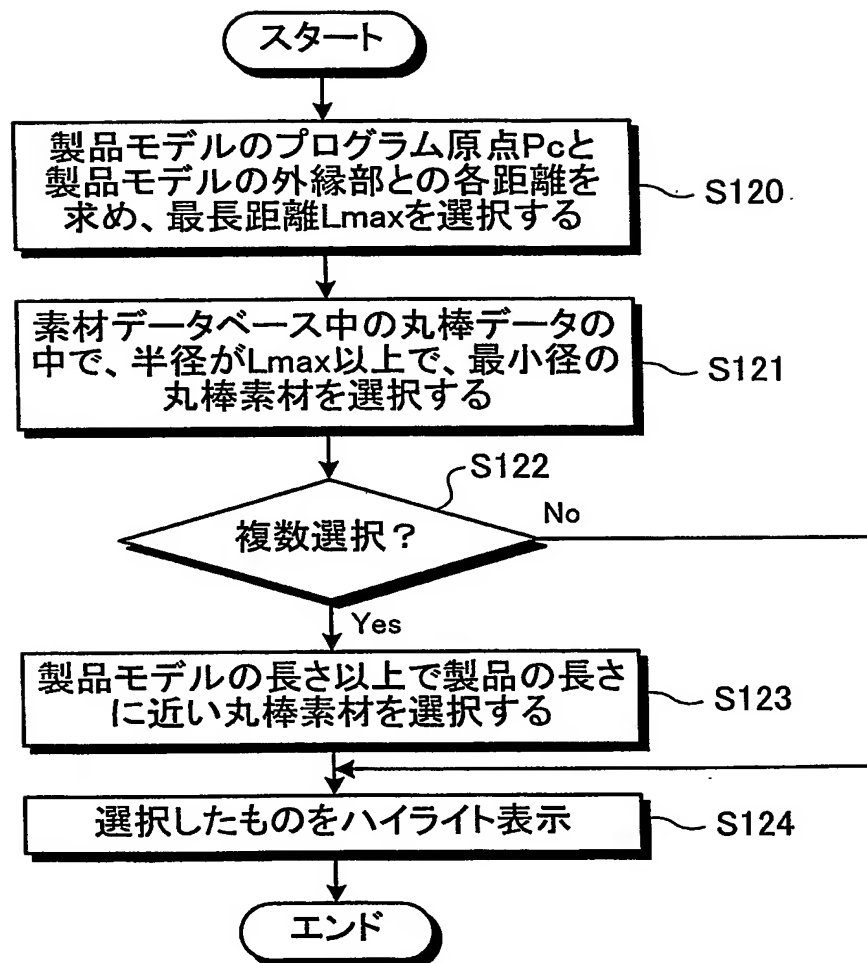 スタート
製品モデルのプログラム原点Pcと
製品モデルの外縁部との各距離を
求め、最長距離Lmaxを選択する
S120
素材データベース中の丸棒データの
中で、半径がLmax以上で、最小径の
丸棒素材を選択する
S121
S122
複数選択？
No
Yes
製品モデルの長さ以上で製品の長さ
に近い丸棒素材を選択する
S123
選択したものをハイライト表示
S124
エンド